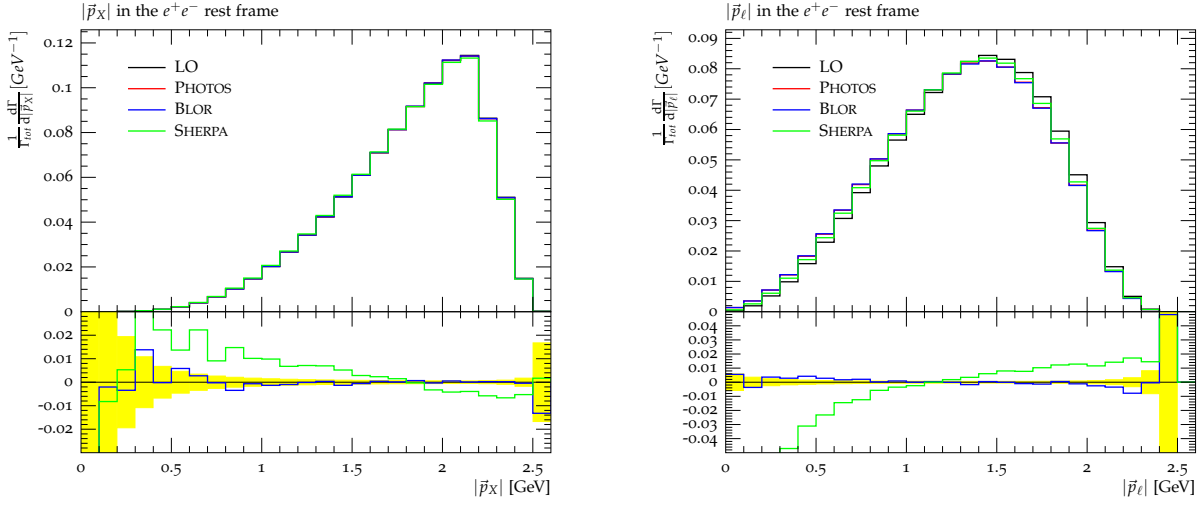 |p⃗_X| in the e⁺e⁻ rest frame
1/Γ_tot dΓ/d|p⃗_X| [GeV⁻¹]
LO
PHOTOS
BLOR
SHERPA
0.12
0.1
0.08
0.06
0.04
0.02
0
0.02
0.01
0
-0.01
-0.02
0 0.5 1 1.5 2 2.5
|p⃗_X| [GeV]
|p⃗_ℓ| in the e⁺e⁻ rest frame
1/Γ_tot dΓ/d|p⃗_ℓ| [GeV⁻¹]
LO
PHOTOS
BLOR
SHERPA
0.09
0.08
0.07
0.06
0.05
0.04
0.03
0.02
0.01
0
0.04
0.03
0.02
0.01
0
-0.01
-0.02
-0.03
-0.04
0 0.5 1 1.5 2 2.5
|p⃗_ℓ| [GeV]